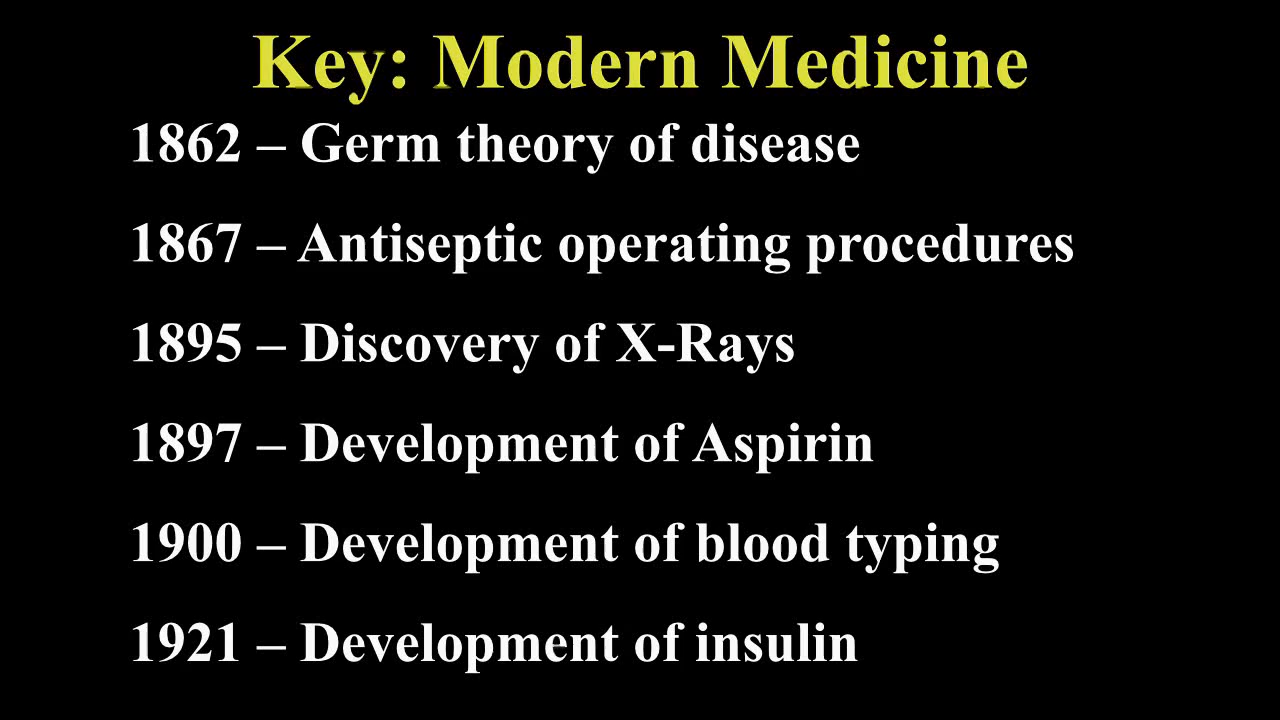 Key: Modern Medicine
1862 – Germ theory of disease
1867 – Antiseptic operating procedures
1895 – Discovery of X-Rays
1897 – Development of Aspirin
1900 – Development of blood typing
1921 – Development of insulin